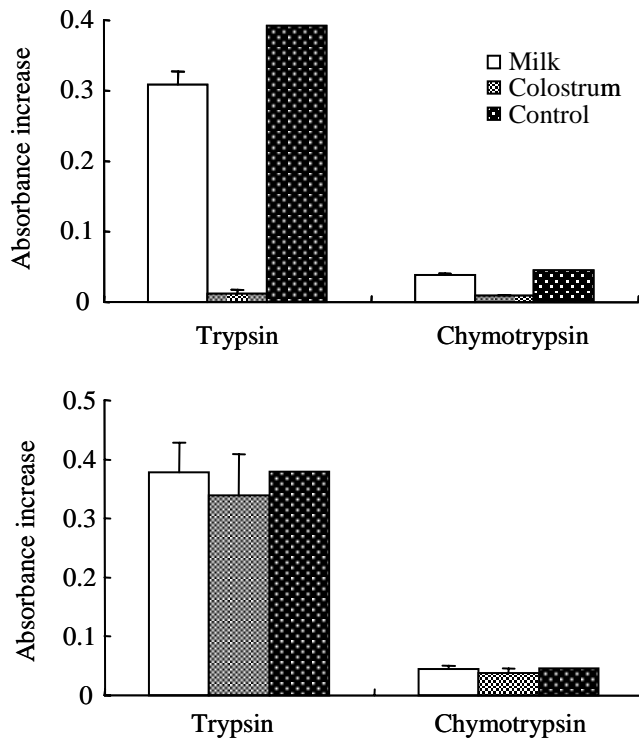 0.4
0.3
0.2
0.1
0
Absorbance increase
Milk
Colostrum
Control
Trypsin Chymotrypsin
0.5
0.4
0.3
0.2
0.1
0
Absorbance increase
Trypsin Chymotrypsin